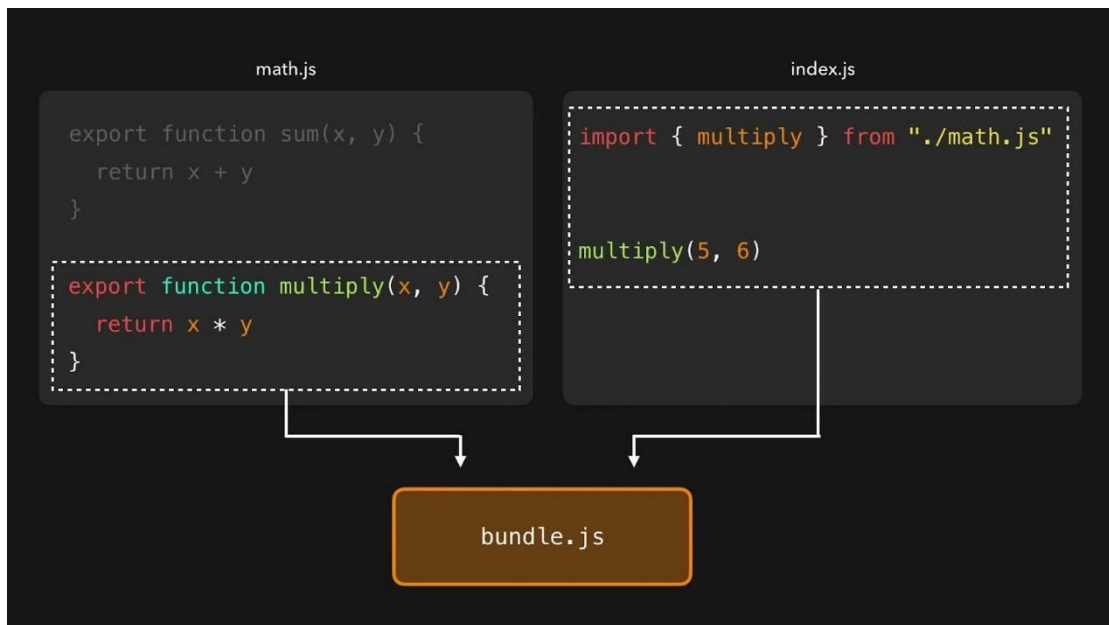 math.js
export function sum(x, y) {
  return x + y
}
export function multiply(x, y) {
  return x * y
}
index.js
import { multiply } from "./math.js"
multiply(5, 6)
bundle.js